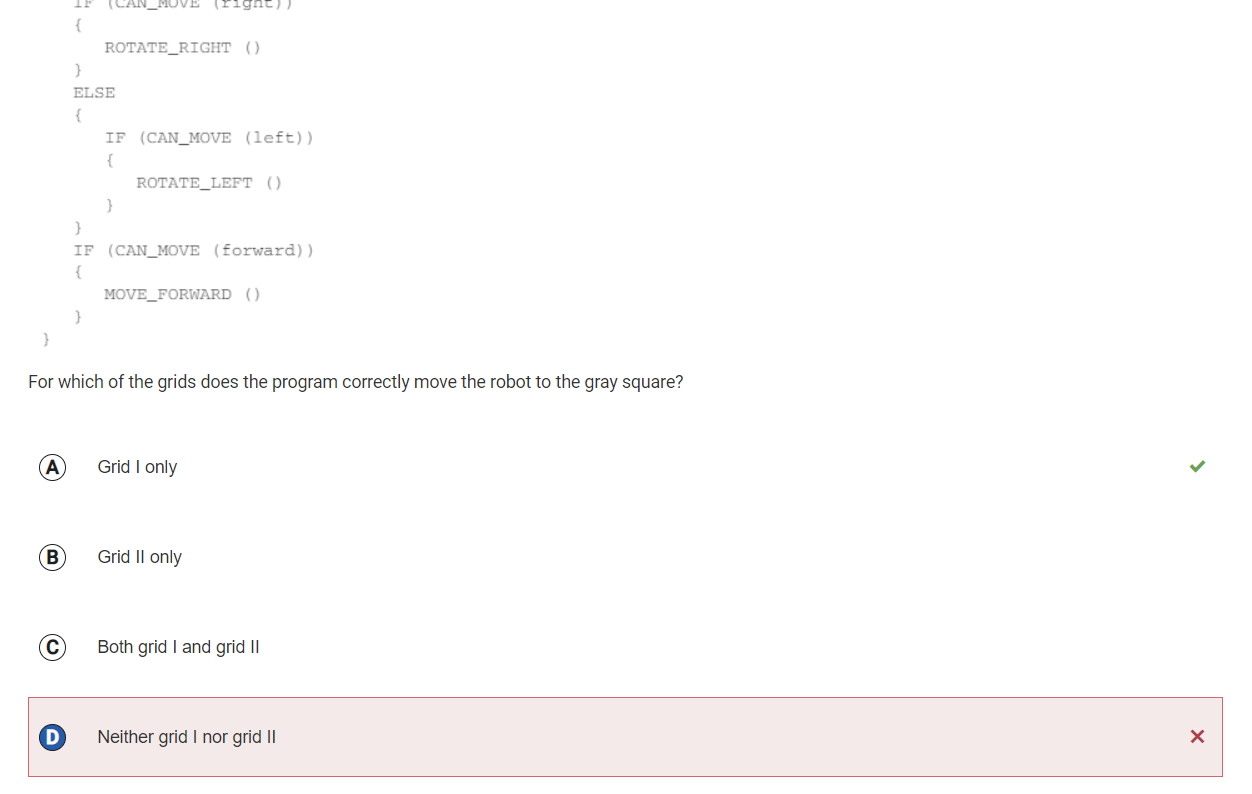 IF (CAN_MOVE (right))
{
ROTATE_RIGHT ()
}
ELSE
{
IF (CAN_MOVE (left))
{
ROTATE_LEFT ()
}
}
IF (CAN_MOVE (forward))
{
MOVE_FORWARD ()
}
}
For which of the grids does the program correctly move the robot to the gray square?
A Grid I only
B Grid II only
C Both grid I and grid II
D Neither grid I nor grid II